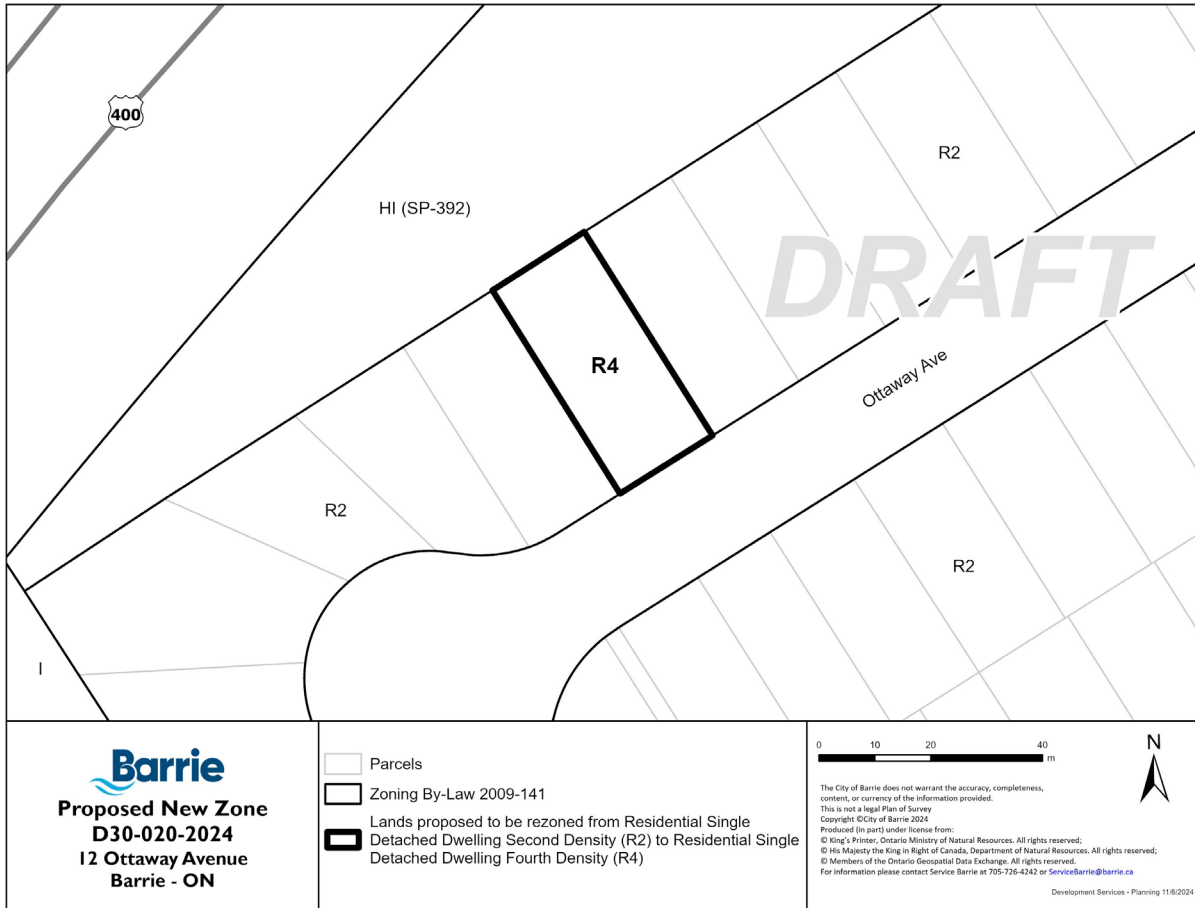 400
HI (SP-392)
R2
DRAFT
R4
Ottaway Ave
R2
R2
I
Barrie
Proposed New Zone
D30-020-2024
12 Ottaway Avenue
Barrie - ON
Parcels
Zoning By-Law 2009-141
Lands proposed to be rezoned from Residential Single
Detached Dwelling Second Density (R2) to Residential Single
Detached Dwelling Fourth Density (R4)
0 10 20 40
m
N
The City of Barrie does not warrant the accuracy, completeness,
content, or currency of the information provided.
This is not a legal Plan of Survey
Copyright ©City of Barrie 2024
Produced (in part) under license from:
© King's Printer, Ontario Ministry of Natural Resources. All rights reserved;
© His Majesty the King in Right of Canada, Department of Natural Resources. All rights reserved;
© Members of the Ontario Geospatial Data Exchange. All rights reserved.
For information please contact Service Barrie at 705-726-4242 or ServiceBarrie@barrie.ca
Development Services - Planning 11/6/2024